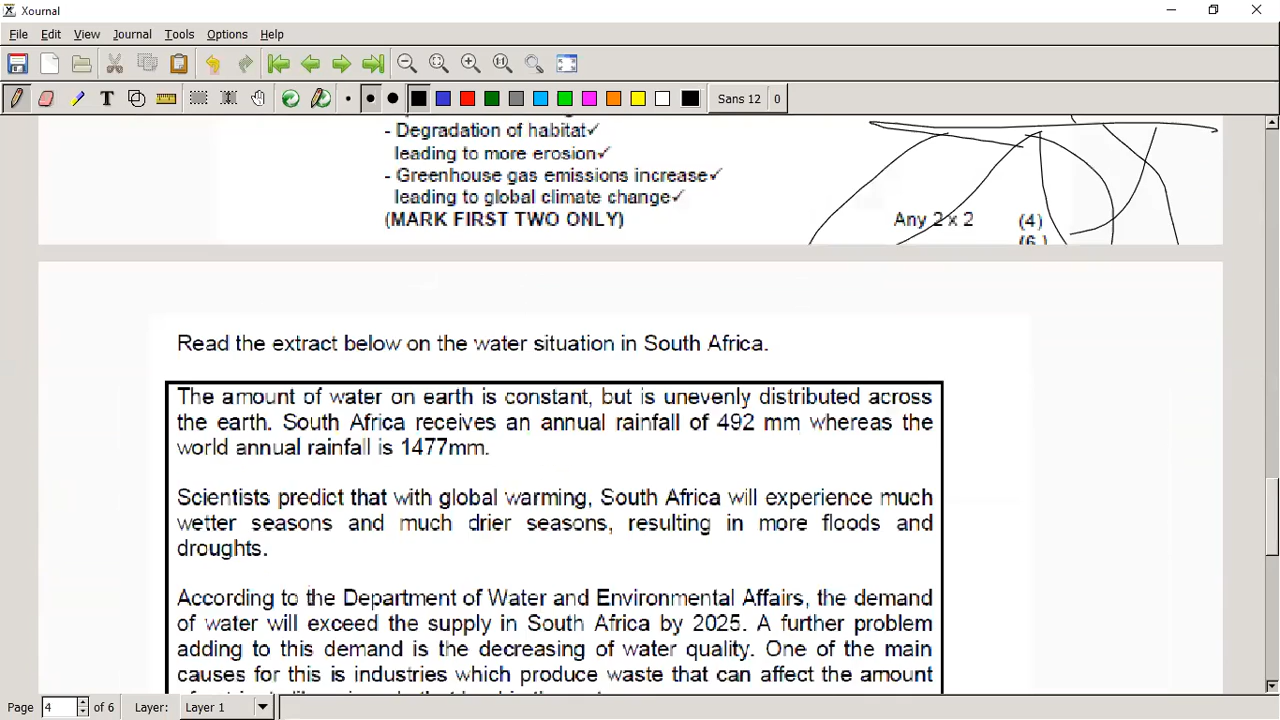 Xournal
File Edit View Journal Tools Options Help
T Sans 12 0
- Degradation of habitat✓
leading to more erosion✓
- Greenhouse gas emissions increase✓
leading to global climate change✓
(MARK FIRST TWO ONLY) Any 2 x 2 (4)
(6)
Read the extract below on the water situation in South Africa.
The amount of water on earth is constant, but is unevenly distributed across
the earth. South Africa receives an annual rainfall of 492 mm whereas the
world annual rainfall is 1477mm.
Scientists predict that with global warming, South Africa will experience much
wetter seasons and much drier seasons, resulting in more floods and
droughts.
According to the Department of Water and Environmental Affairs, the demand
of water will exceed the supply in South Africa by 2025. A further problem
adding to this demand is the decreasing of water quality. One of the main
causes for this is industries which produce waste that can affect the amount
Page 4 of 6 Layer: Layer 1